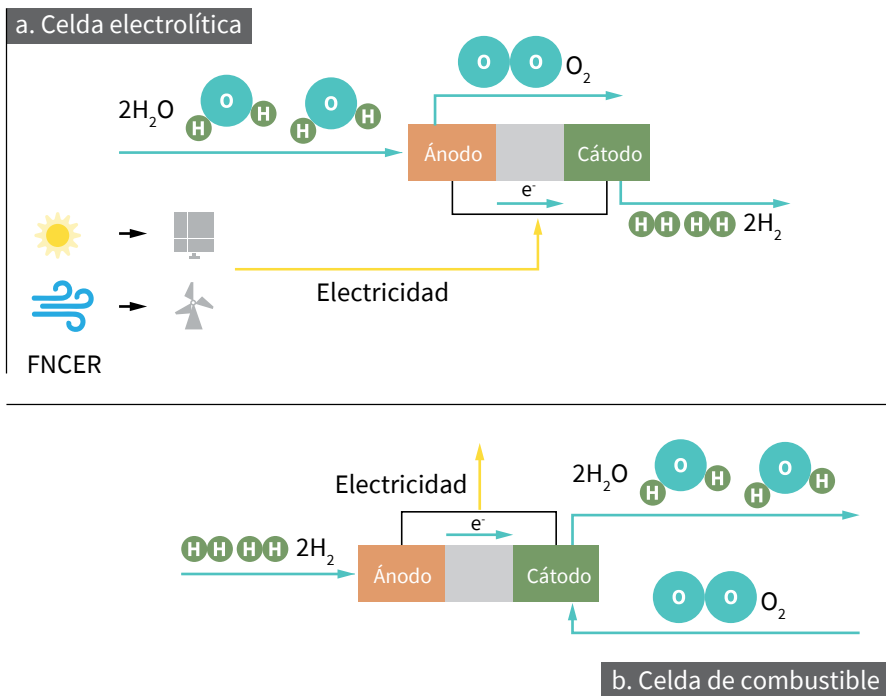 a. Celda electrolítica
O O O₂
2H₂O H O H H O H
Ánodo Cátodo
e⁻
H H H H 2H₂
Electricidad
FNCER
Electricidad
2H₂O H O H H O H
e⁻
H H H H 2H₂
Ánodo Cátodo
O O O₂
b. Celda de combustible